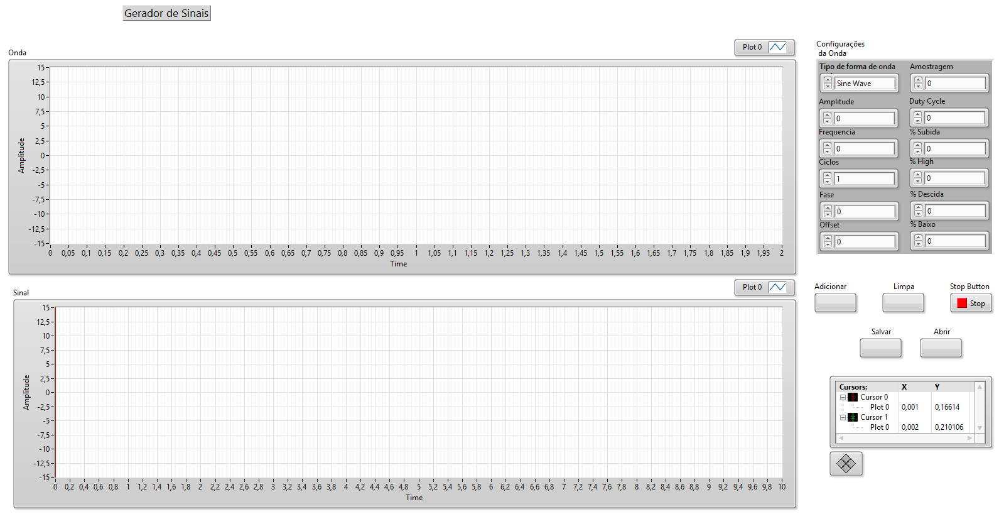 Gerador de Sinais
Onda
Plot 0
15
12,5
10
7,5
5
2,5
0
-2,5
-5
-7,5
-10
-12,5
-15
Amplitude
0 0,05 0,1 0,15 0,2 0,25 0,3 0,35 0,4 0,45 0,5 0,55 0,6 0,65 0,7 0,75 0,8 0,85 0,9 0,95 1 1,05 1,1 1,15 1,2 1,25 1,3 1,35 1,4 1,45 1,5 1,55 1,6 1,65 1,7 1,75 1,8 1,85 1,9 1,95 2
Time
Sinal
Plot 0
15
12,5
10
7,5
5
2,5
0
-2,5
-5
-7,5
-10
-12,5
-15
Amplitude
0 0,2 0,4 0,6 0,8 1 1,2 1,4 1,6 1,8 2 2,2 2,4 2,6 2,8 3 3,2 3,4 3,6 3,8 4 4,2 4,4 4,6 4,8 5 5,2 5,4 5,6 5,8 6 6,2 6,4 6,6 6,8 7 7,2 7,4 7,6 7,8 8 8,2 8,4 8,6 8,8 9 9,2 9,4 9,6 9,8 10
Time
Configurações
da Onda
Tipo de forma de onda Amostragem
Sine Wave 0
Amplitude Duty Cycle
0 0
Frequencia % Subida
0 0
Ciclos % High
1 0
Fase % Descida
0 0
Offset % Baixo
0 0
Adicionar Limpa Stop Button
Stop
Salvar Abrir
Cursors: X Y
Cursor 0
Plot 0 0,001 0,16614
Cursor 1
Plot 0 0,002 0,210106